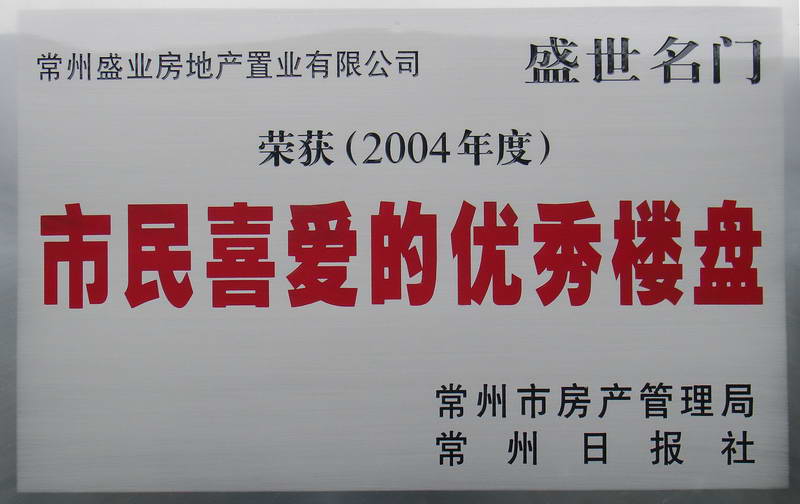 常州盛业房地产置业有限公司 盛世名门
荣获(2004年度)
市民喜爱的优秀楼盘
常州市房产管理局
常州日报社